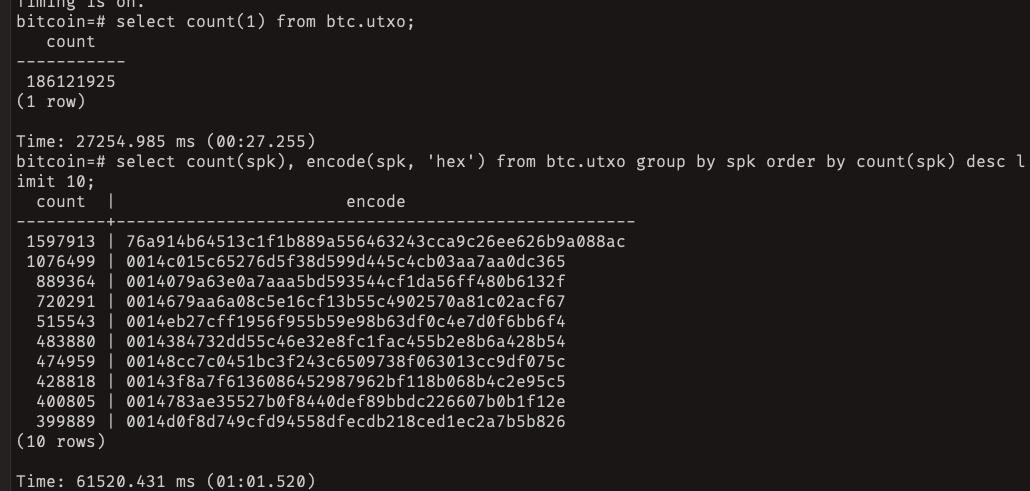 Timing is on.
bitcoin=# select count(1) from btc.utxo;
count
-----------
186121925
(1 row)
Time: 27254.985 ms (00:27.255)
bitcoin=# select count(spk), encode(spk, 'hex') from btc.utxo group by spk order by count(spk) desc l
imit 10;
count | encode
---------+----------------------------------------------------
1597913 | 76a914b64513c1f1b889a556463243cca9c26ee626b9a088ac
1076499 | 0014c015c65276d5f38d599d445c4cb03aa7aa0dc365
889364 | 0014079a63e0a7aaa5bd593544cf1da56ff480b6132f
720291 | 0014679aa6a08c5e16cf13b55c4902570a81c02acf67
515543 | 0014eb27cff1956f955b59e98b63df0c4e7d0f6bb6f4
483880 | 0014384732dd55c46e32e8fc1fac455b2e8b6a428b54
474959 | 00148cc7c0451bc3f243c6509738f063013cc9df075c
428818 | 00143f8a7f6136086452987962bf118b068b4c2e95c5
400805 | 0014783ae35527b0f8440def89bbdc226607b0b1f12e
399889 | 0014d0f8d749cfd94558dfecdb218ced1ec2a7b5b826
(10 rows)
Time: 61520.431 ms (01:01.520)